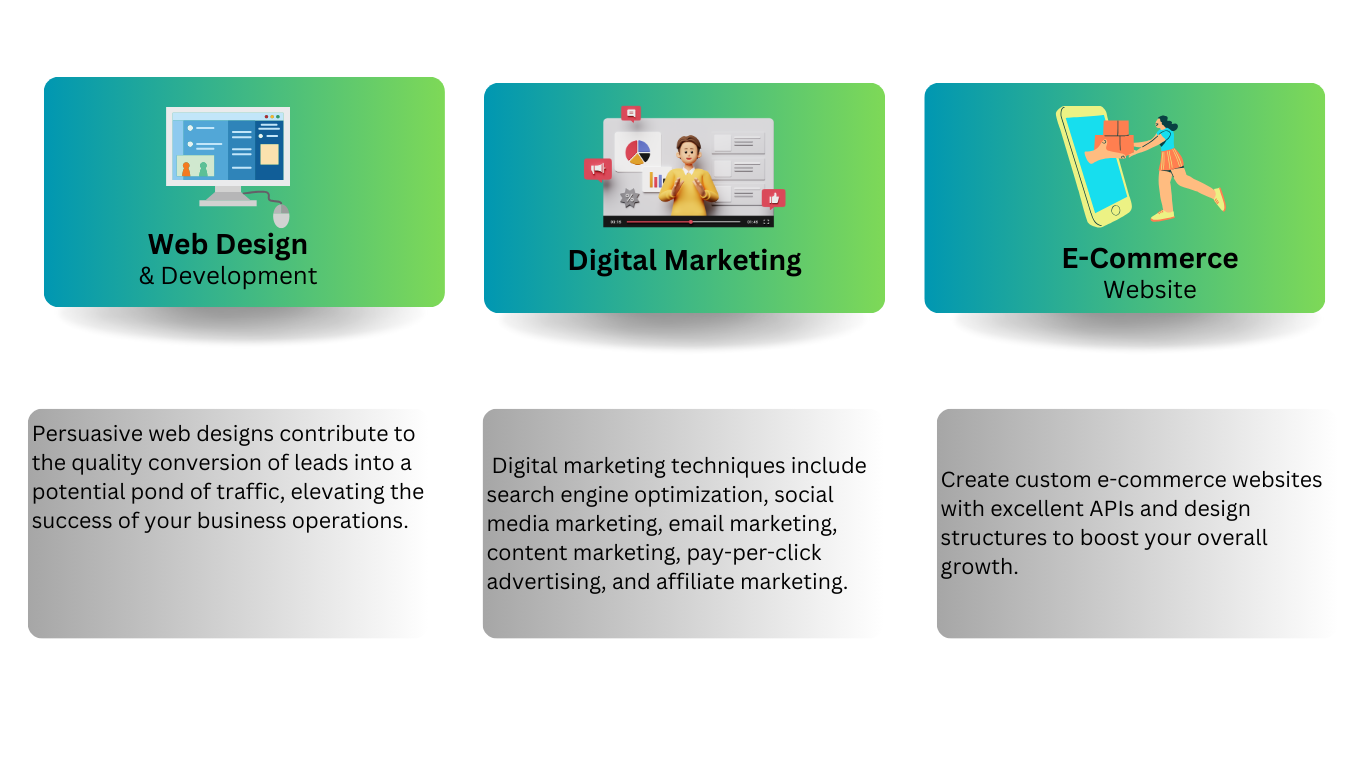 Web Design
& Development
Digital Marketing
E-Commerce
Website
Persuasive web designs contribute to
the quality conversion of leads into a
potential pond of traffic, elevating the
success of your business operations.
Digital marketing techniques include
search engine optimization, social
media marketing, email marketing,
content marketing, pay-per-click
advertising, and affiliate marketing.
Create custom e-commerce websites
with excellent APIs and design
structures to boost your overall
growth.